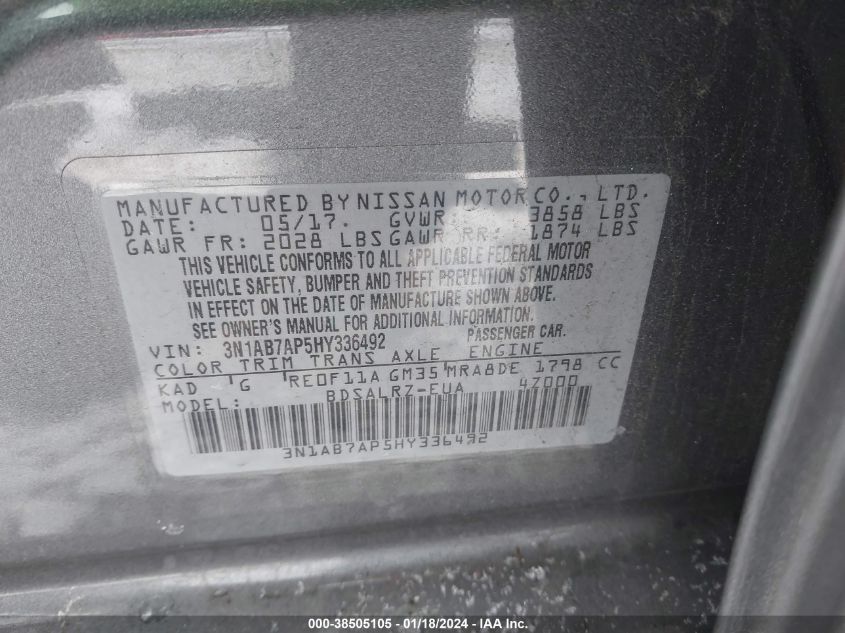 MANUFACTURED BY NISSAN MOTOR CO., LTD.
DATE: 05/17. GVWR: 3858 LBS
GAWR FR: 2028 LBS GAWR RR: 1874 LBS
THIS VEHICLE CONFORMS TO ALL APPLICABLE FEDERAL MOTOR
VEHICLE SAFETY, BUMPER AND THEFT PREVENTION STANDARDS
IN EFFECT ON THE DATE OF MANUFACTURE SHOWN ABOVE.
SEE OWNER'S MANUAL FOR ADDITIONAL INFORMATION.
VIN: 3N1AB7AP5HY336492 PASSENGER CAR.
COLOR TRIM TRANS AXLE ENGINE
KAD G RE0F11A GM35 MRA8DE 1798 CC
MODEL: BDSALRZ-EUA 4Z000
3N1AB7AP5HY336492
000-38505105 - 01/18/2024 - IAA Inc.